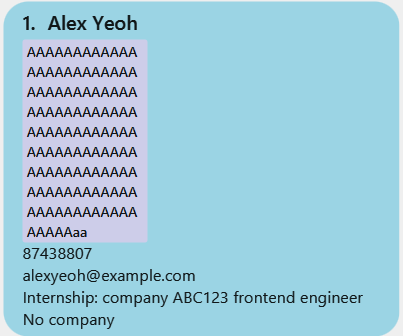 1. Alex Yeoh
AAAAAAAAAAAA
AAAAAAAAAAAA
AAAAAAAAAAAA
AAAAAAAAAAAA
AAAAAAAAAAAA
AAAAAAAAAAAA
AAAAAAAAAAAA
AAAAAAAAAAAA
AAAAAAAAAAAA
AAAAAaa
87438807
alexyeoh@example.com
Internship: company ABC123 frontend engineer
No company